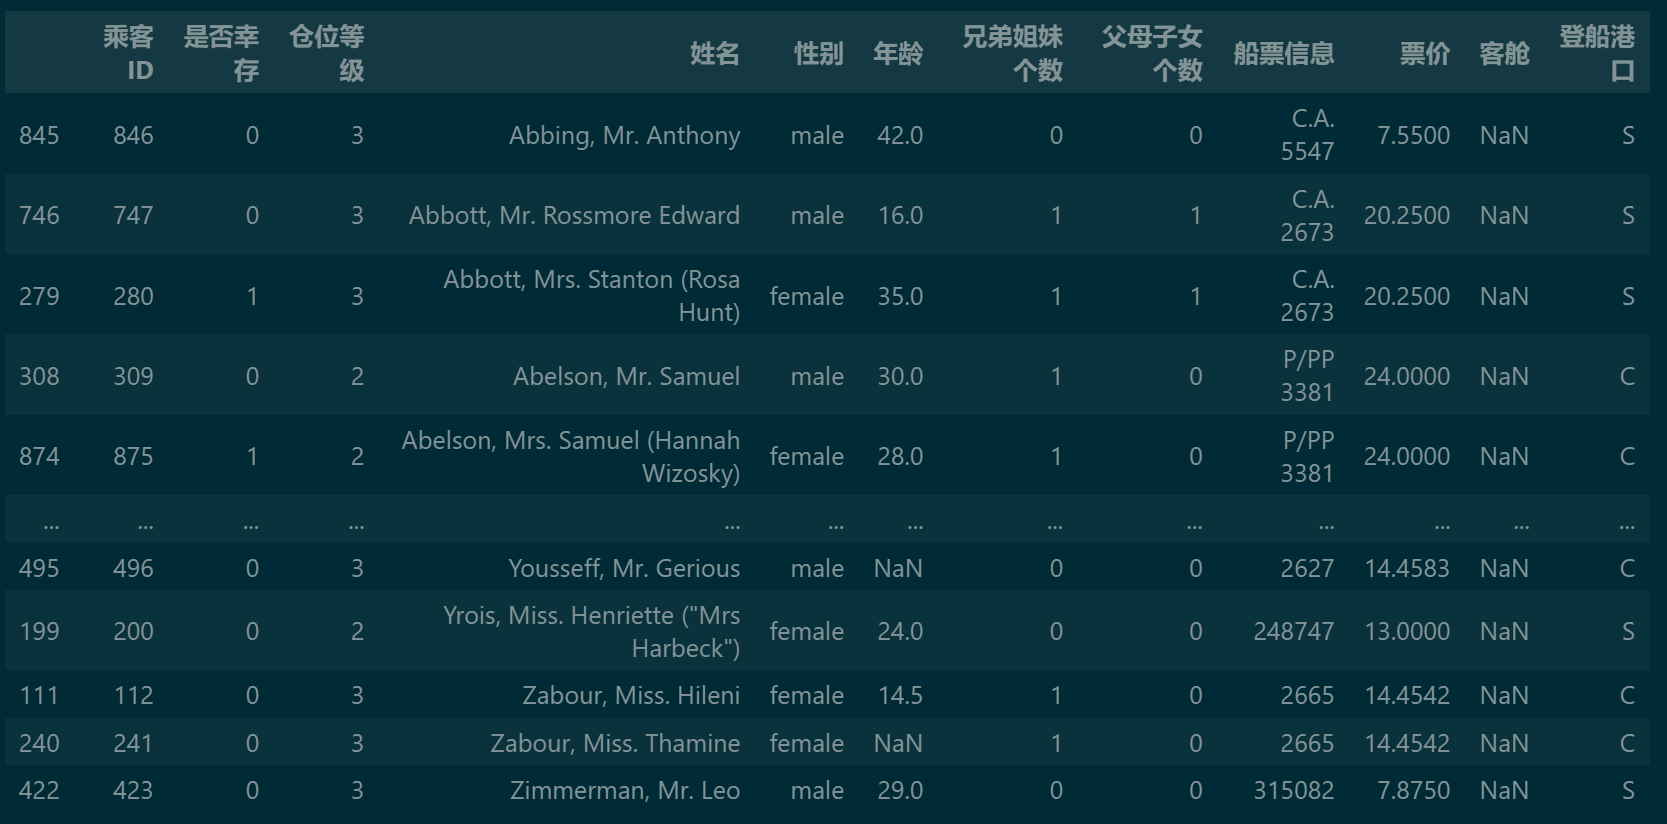 乘客ID 是否幸存 仓位等级 姓名 性别 年龄 兄弟姐妹个数 父母子女个数 船票信息 票价 客舱 登船港口
845 846 0 3 Abbing, Mr. Anthony male 42.0 0 0 C.A. 5547 7.5500 NaN S
746 747 0 3 Abbott, Mr. Rossmore Edward male 16.0 1 1 C.A. 2673 20.2500 NaN S
279 280 1 3 Abbott, Mrs. Stanton (Rosa Hunt) female 35.0 1 1 C.A. 2673 20.2500 NaN S
308 309 0 2 Abelson, Mr. Samuel male 30.0 1 0 P/PP 3381 24.0000 NaN C
874 875 1 2 Abelson, Mrs. Samuel (Hannah Wizosky) female 28.0 1 0 P/PP 3381 24.0000 NaN C
... ... ... ... ... ... ... ... ... ... ... ... ...
495 496 0 3 Yousseff, Mr. Gerious male NaN 0 0 2627 14.4583 NaN C
199 200 0 2 Yrois, Miss. Henriette ("Mrs Harbeck") female 24.0 0 0 248747 13.0000 NaN S
111 112 0 3 Zabour, Miss. Hileni female 14.5 1 0 2665 14.4542 NaN C
240 241 0 3 Zabour, Miss. Thamine female NaN 1 0 2665 14.4542 NaN C
422 423 0 3 Zimmerman, Mr. Leo male 29.0 0 0 315082 7.8750 NaN S